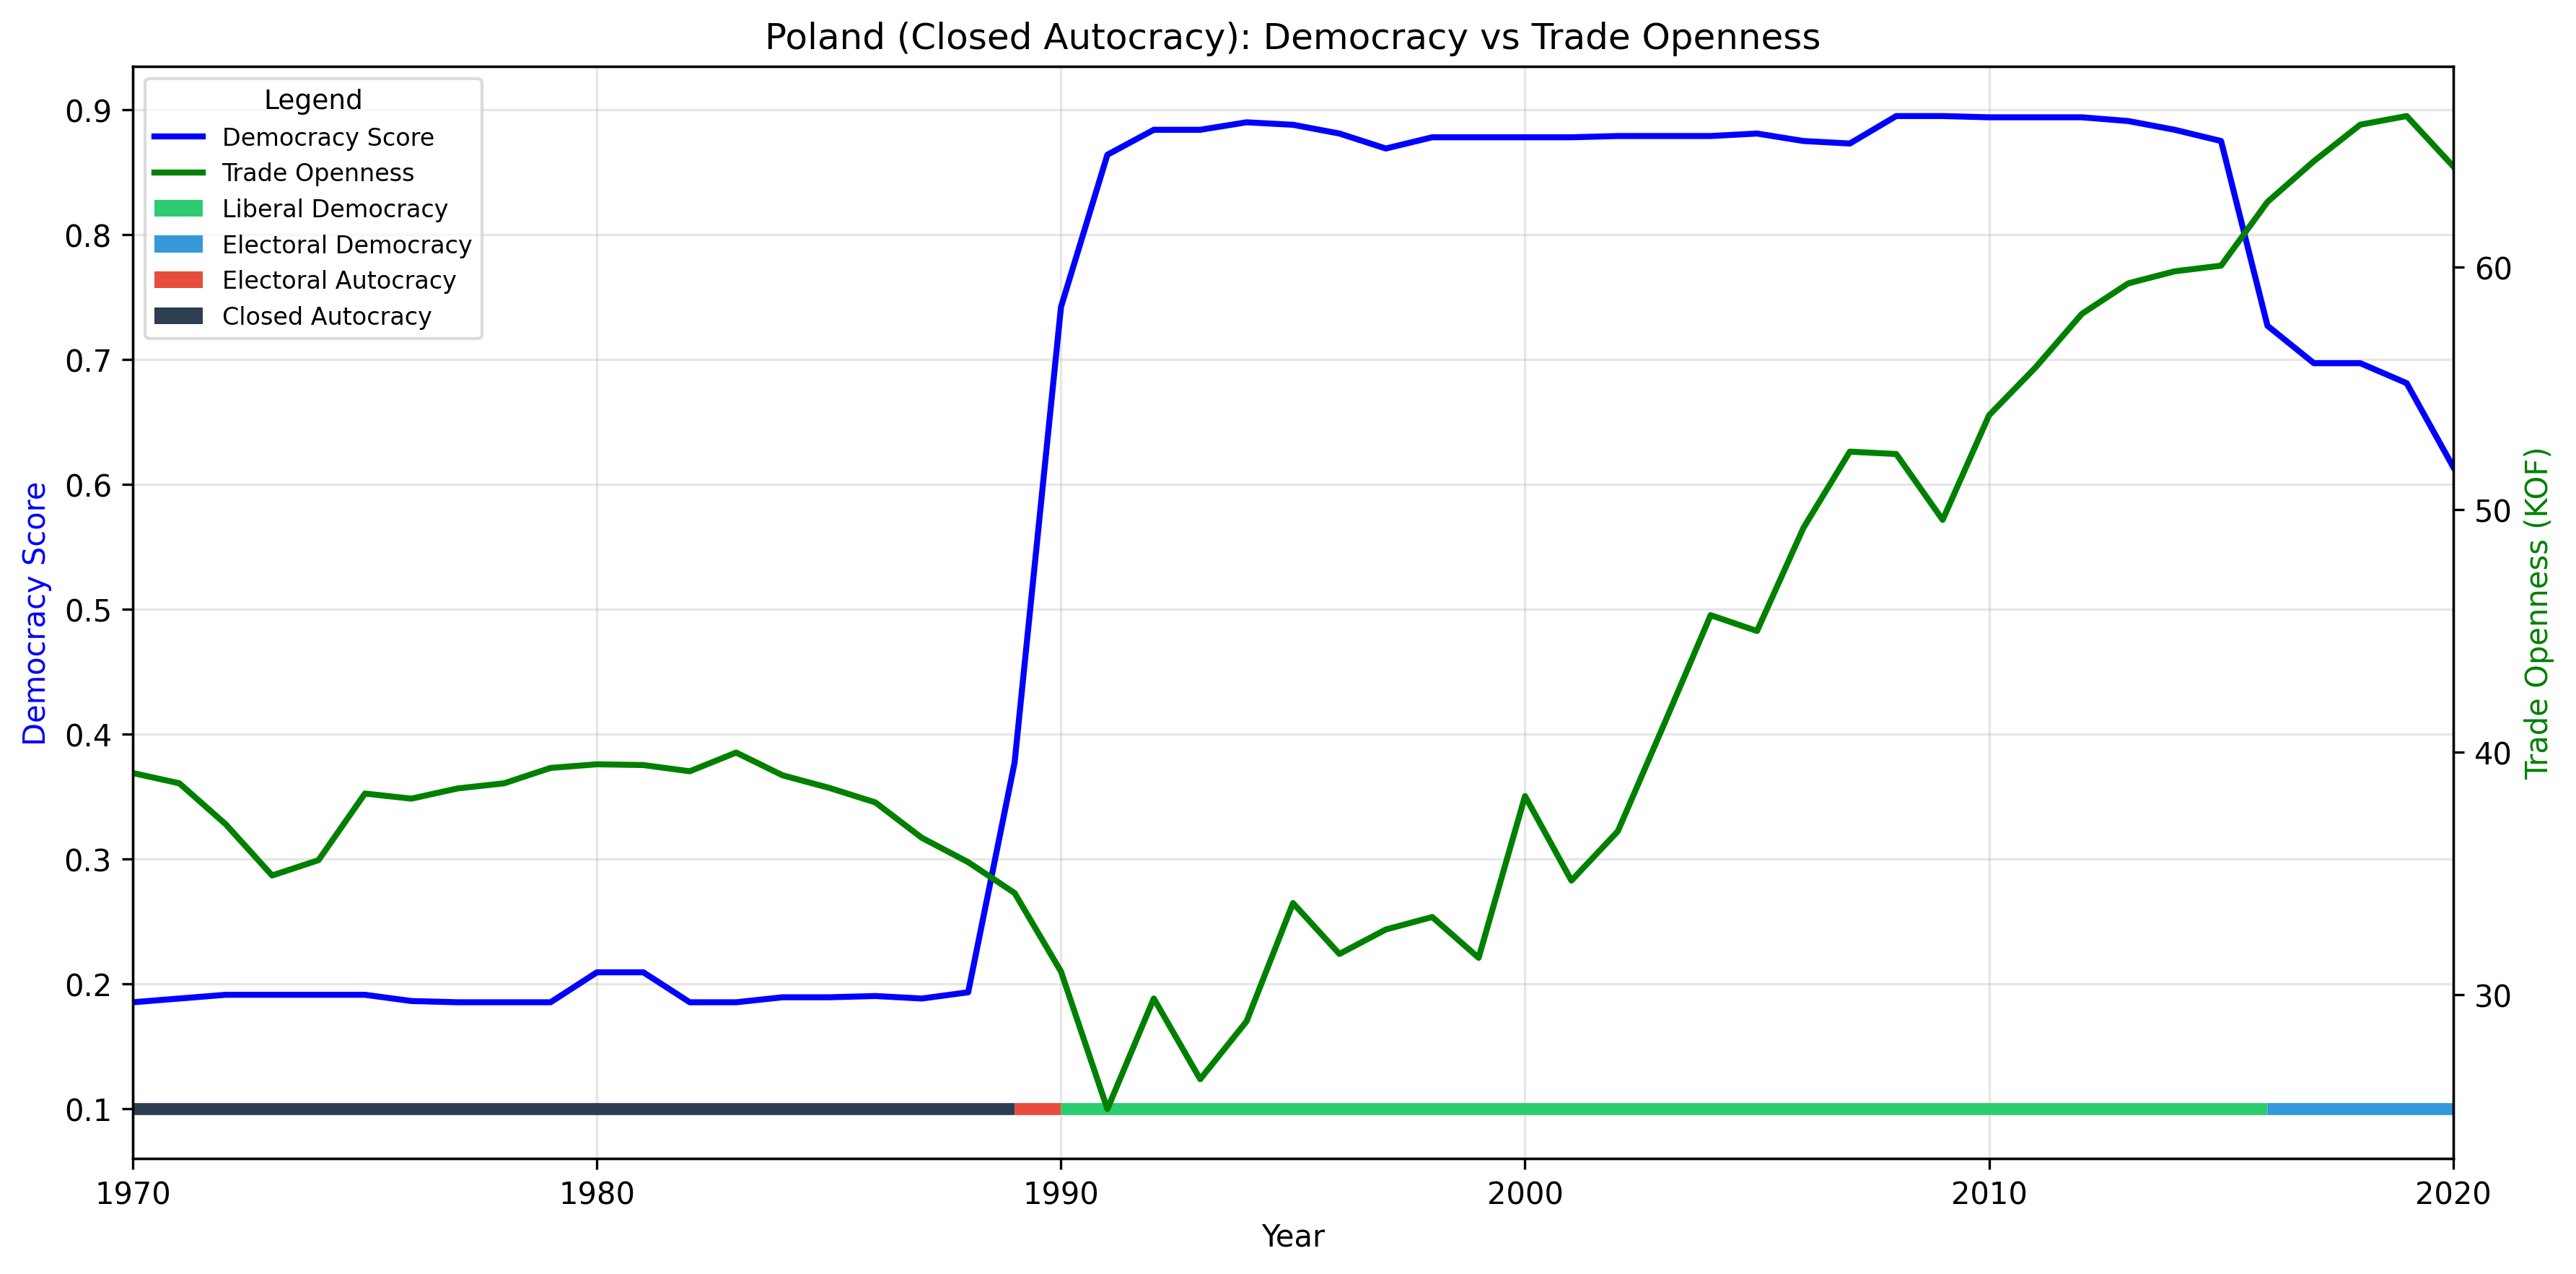 Poland (Closed Autocracy): Democracy vs Trade Openness
Legend
Democracy Score
Trade Openness
Liberal Democracy
Electoral Democracy
Electoral Autocracy
Closed Autocracy
Democracy Score
0.9
0.8
0.7
0.6
0.5
0.4
0.3
0.2
0.1
60
50
40
30
Trade Openness (KOF)
1970 1980 1990 2000 2010 2020
Year